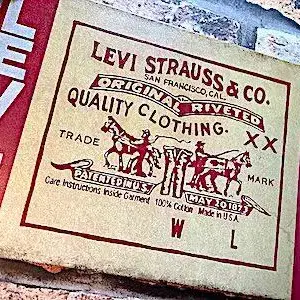 LEVI STRAUSS & CO.
SAN FRANCISCO, CAL.
ORIGINAL RIVETED
QUALITY CLOTHING.
XX
TRADE MARK
PATENTED IN U.S. MAY 20 1873
Care Instructions Inside Garment 100% Cotton Made in U.S.A.
W L